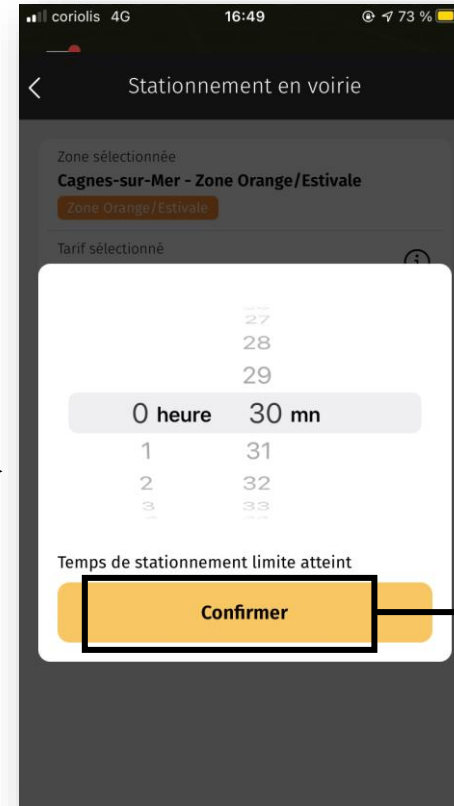 coriolis 4G 16:49 73 %
Stationnement en voirie
Zone sélectionnée
Cagnes-sur-Mer - Zone Orange/Estivale
Zone Orange/Estivale
Tarif sélectionné
27
28
29
0 heure 30 mn
1 31
2 32
3 33
Temps de stationnement limite atteint
Confirmer